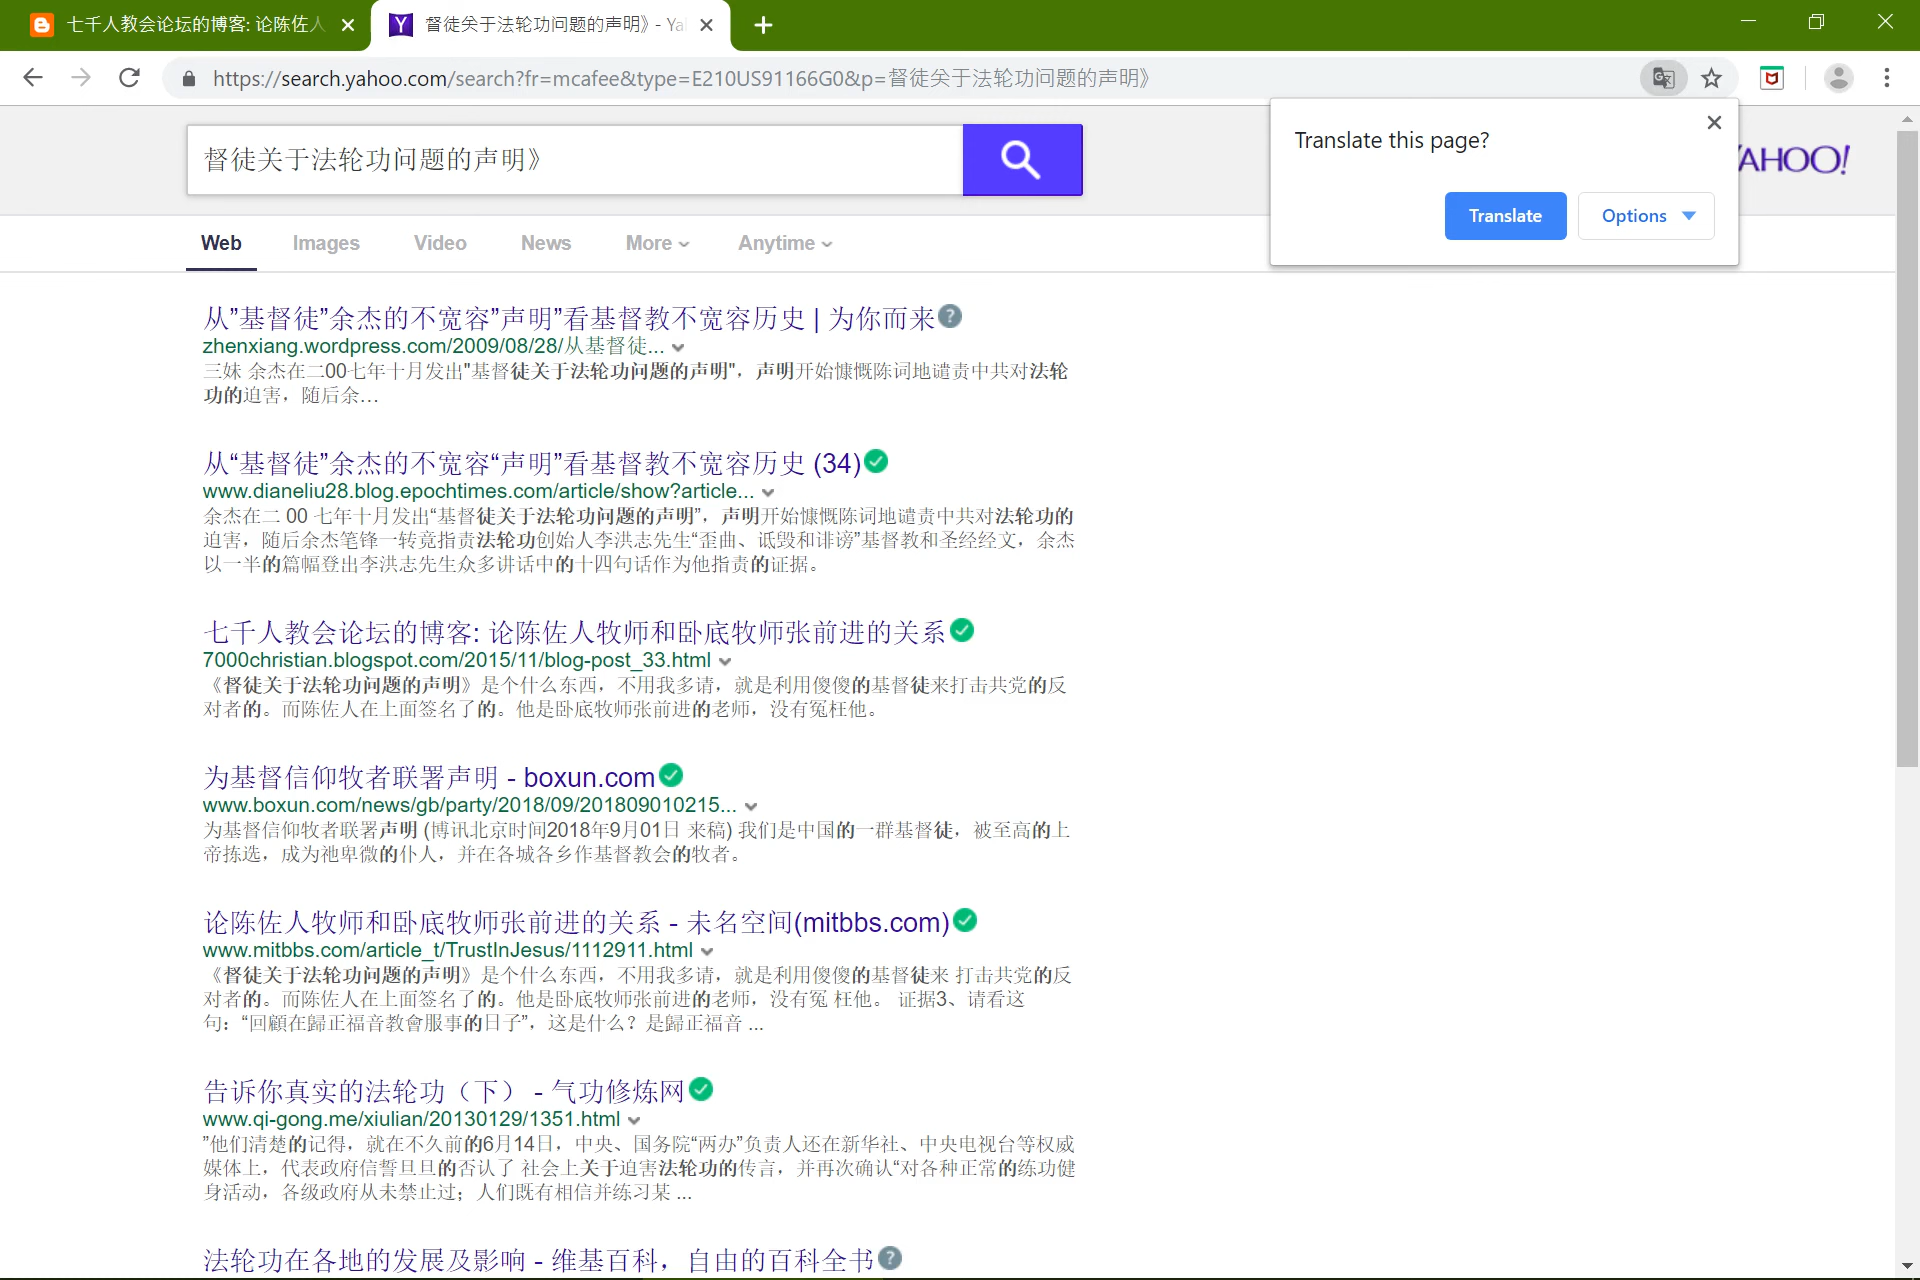 七千人教会论坛的博客: 论陈佐人
督徒关于法轮功问题的声明》 - Ya
https://search.yahoo.com/search?fr=mcafee&type=E210US91166G0&p=督徒关于法轮功问题的声明》
督徒关于法轮功问题的声明》
Translate this page?
Translate
Options
YAHOO!
Web
Images
Video
News
More
Anytime
从”基督徒”余杰的不宽容”声明”看基督教不宽容历史 | 为你而来
zhenxiang.wordpress.com/2009/08/28/从基督徒...
三妹 余杰在二00七年十月发出"基督徒关于法轮功问题的声明"，声明开始慷慨陈词地谴责中共对法轮
功的迫害，随后余…
从“基督徒”余杰的不宽容“声明”看基督教不宽容历史 (34)
www.dianeliu28.blog.epochtimes.com/article/show?article...
余杰在二 00 七年十月发出“基督徒关于法轮功问题的声明”，声明开始慷慨陈词地谴责中共对法轮功的
迫害，随后余杰笔锋一转竟指责法轮功创始人李洪志先生“歪曲、诋毁和诽谤”基督教和圣经经文，余杰
以一半的篇幅登出李洪志先生众多讲话中的十四句话作为他指责的证据。
七千人教会论坛的博客: 论陈佐人牧师和卧底牧师张前进的关系
7000christian.blogspot.com/2015/11/blog-post_33.html
《督徒关于法轮功问题的声明》是个什么东西，不用我多请，就是利用傻傻的基督徒来打击共党的反
对者的。而陈佐人在上面签名了的。他是卧底牧师张前进的老师，没有冤枉他。
为基督信仰牧者联署声明 - boxun.com
www.boxun.com/news/gb/party/2018/09/201809010215...
为基督信仰牧者联署声明 (博讯北京时间2018年9月01日 来稿) 我们是中国的一群基督徒，被至高的上
帝拣选，成为祂卑微的仆人，并在各城各乡作基督教会的牧者。
论陈佐人牧师和卧底牧师张前进的关系 - 未名空间(mitbbs.com)
www.mitbbs.com/article_t/TrustInJesus/1112911.html
《督徒关于法轮功问题的声明》是个什么东西，不用我多请，就是利用傻傻的基督徒来 打击共党的反
对者的。而陈佐人在上面签名了的。他是卧底牧师张前进的老师，没有冤 枉他。 证据3、请看这
句：“回顧在歸正福音教會服事的日子”，这是什么？是歸正福音 ...
告诉你真实的法轮功（下） - 气功修炼网
www.qi-gong.me/xiulian/20130129/1351.html
”他们清楚的记得，就在不久前的6月14日，中央、国务院“两办”负责人还在新华社、中央电视台等权威
媒体上，代表政府信誓旦旦的否认了 社会上关于迫害法轮功的传言，并再次确认“对各种正常的练功健
身活动，各级政府从未禁止过；人们既有相信并练习某 ...
法轮功在各地的发展及影响 - 维基百科，自由的百科全书